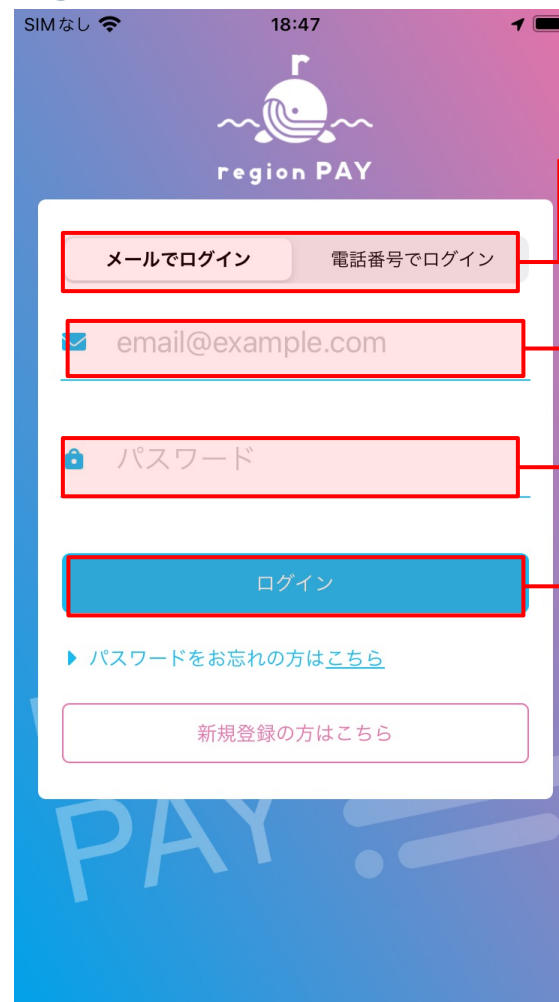 SIMなし
18:47
r
region PAY
メールでログイン
電話番号でログイン
email@example.com
パスワード
ログイン
パスワードをお忘れの方はこちら
新規登録の方はこちら
PAY